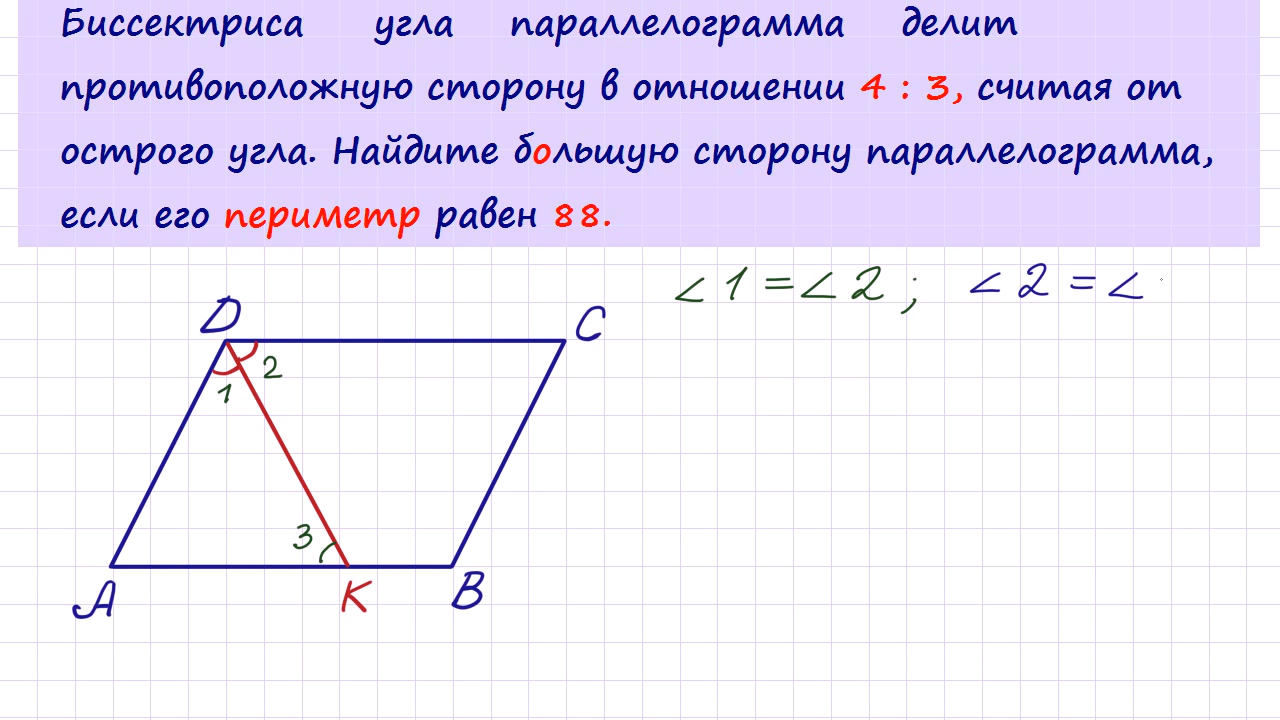 Биссектриса угла параллелограмма делит
противоположную сторону в отношении 4 : 3, считая от
острого угла. Найдите большую сторону параллелограмма,
если его периметр равен 88.
∠1 = ∠2 ; ∠2 = ∠
D C
2
1
3
A K B